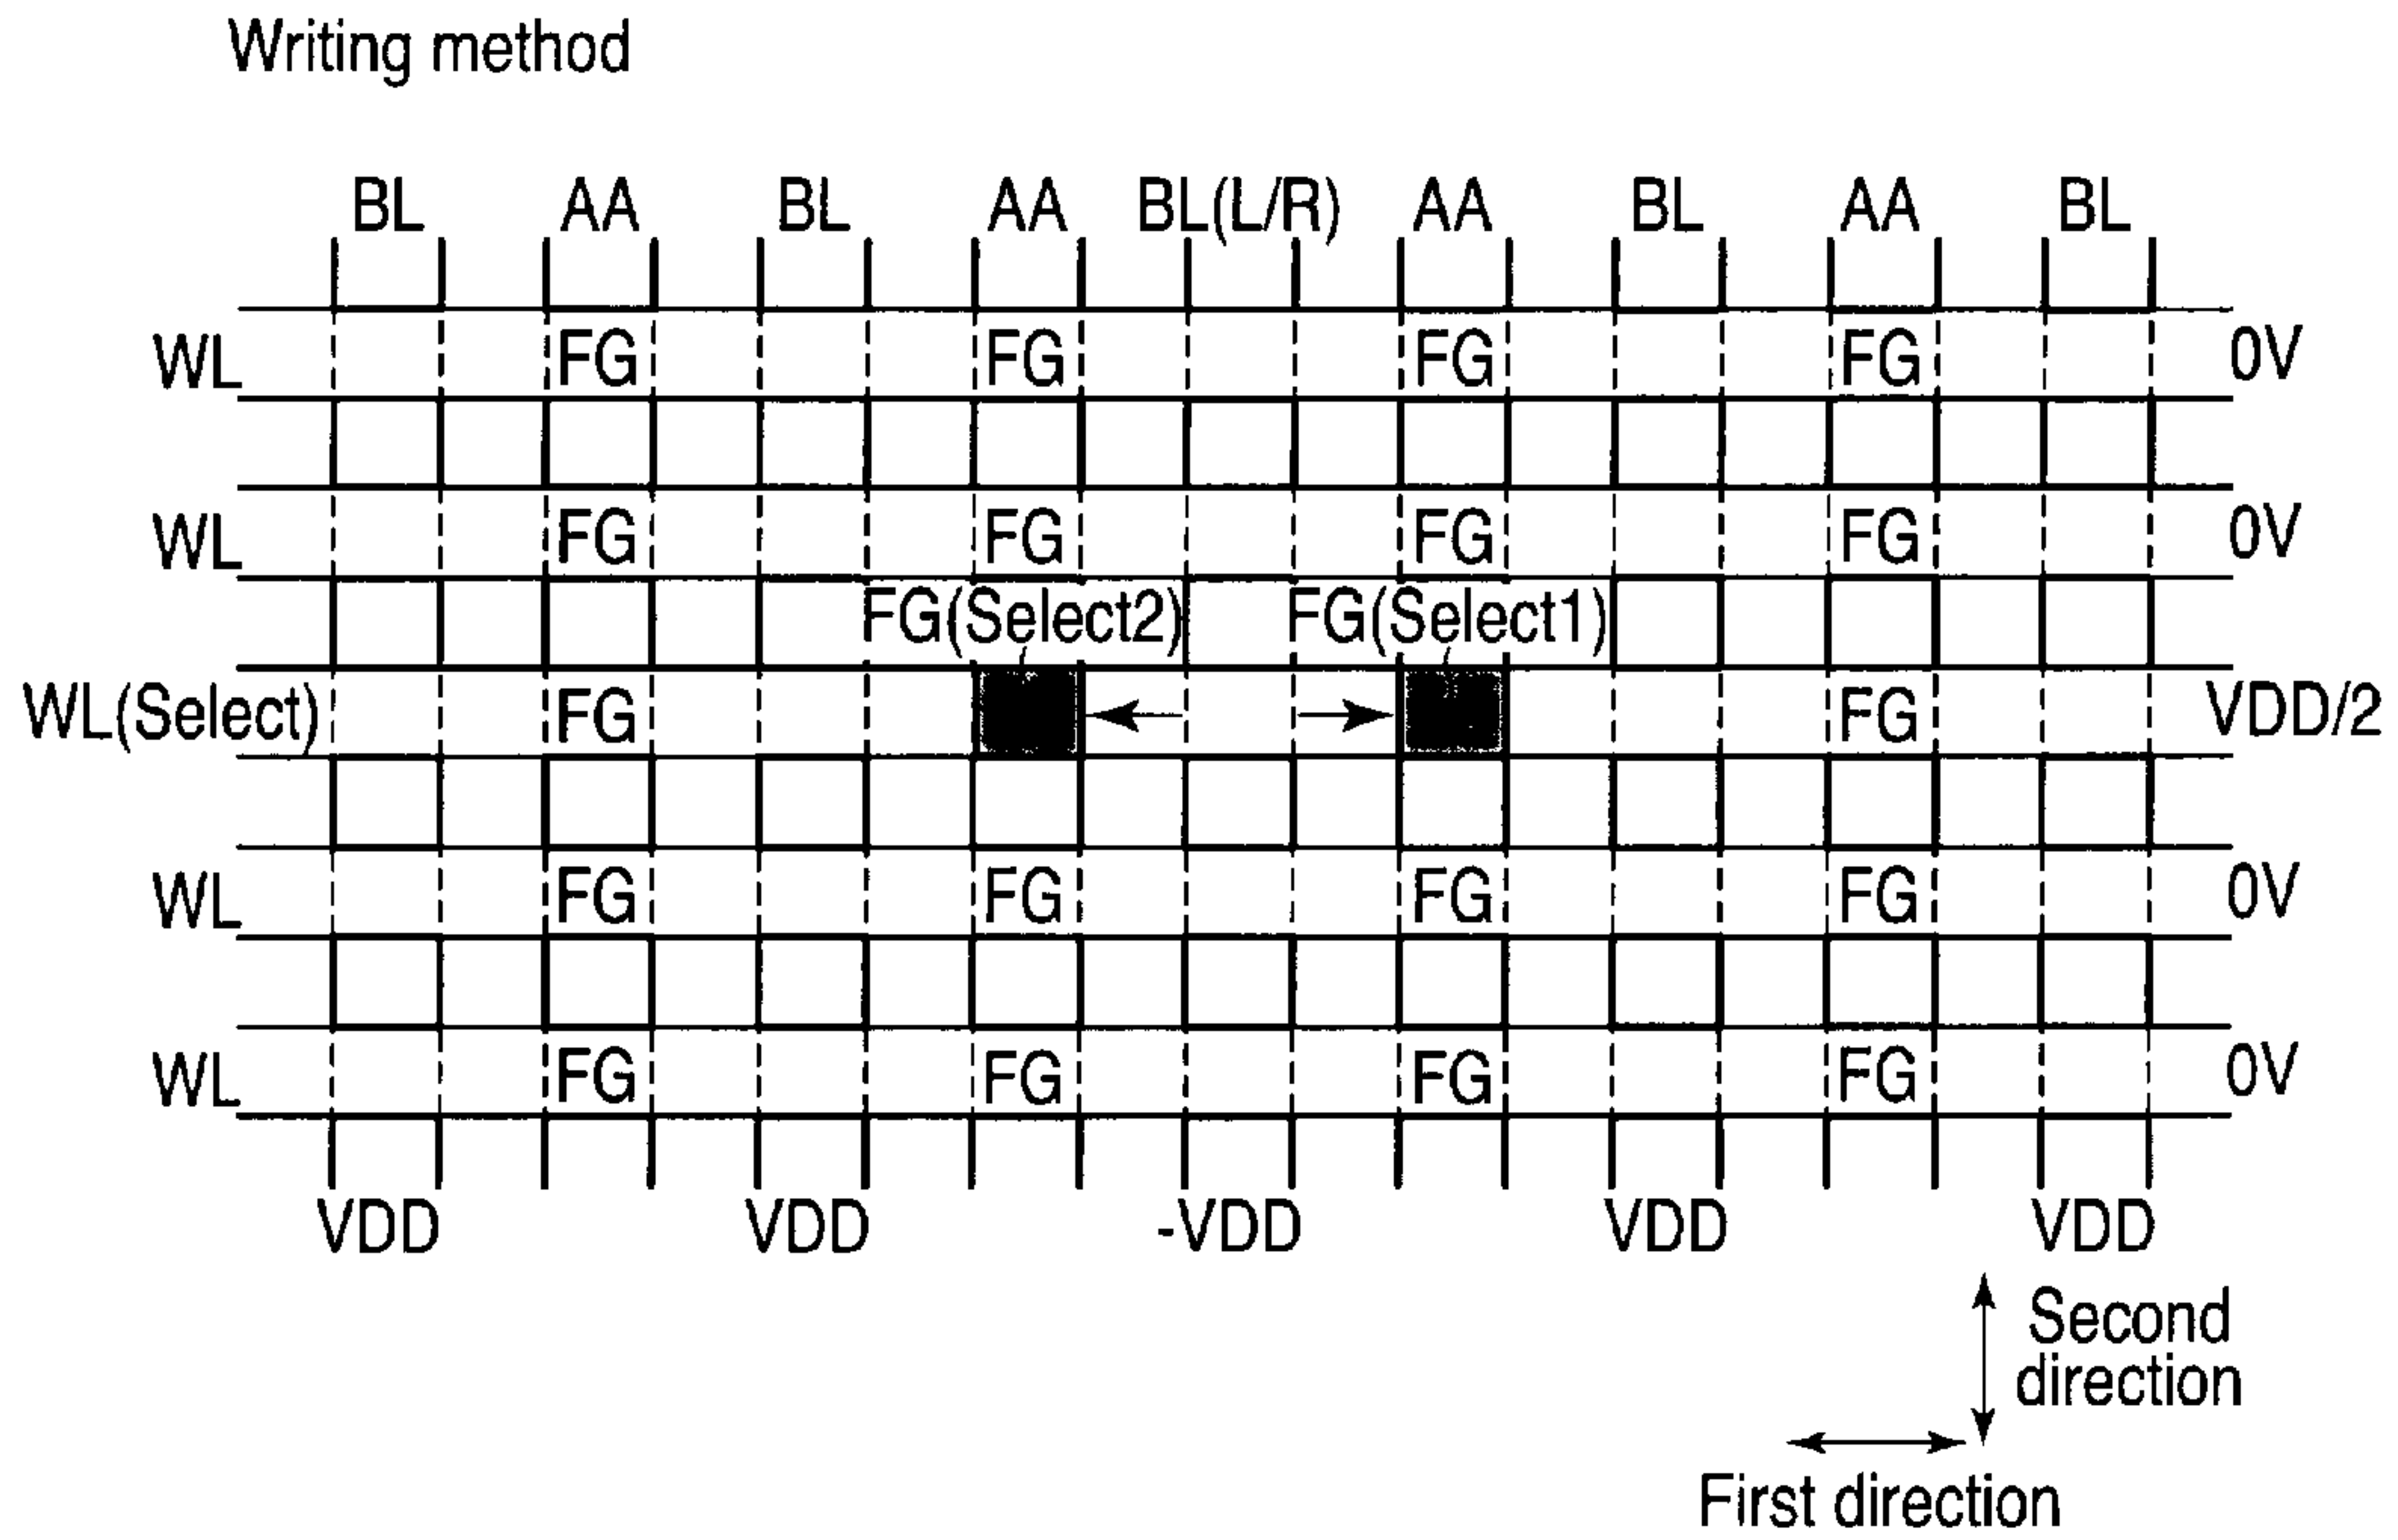 Writing method
BL AA BL AA BL(L/R) AA BL AA BL
WL FG FG FG FG 0V
WL FG FG FG FG 0V
FG(Select2) FG(Select1)
WL(Select) FG FG VDD/2
WL FG FG FG FG 0V
WL FG FG FG FG 0V
VDD VDD -VDD VDD VDD
Second
direction
First direction